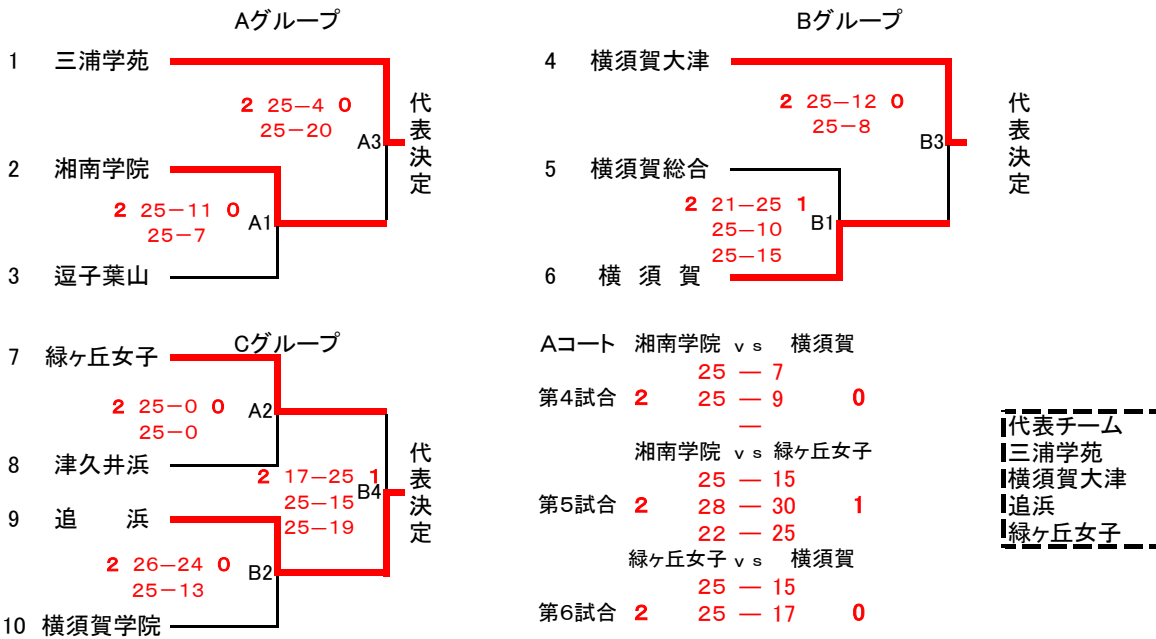 Aグループ
1 三浦学苑
2 25-4 0
25-20
A3
代表決定
2 湘南学院
2 25-11 0
25-7
A1
3 逗子葉山
Bグループ
4 横須賀大津
2 25-12 0
25-8
B3
代表決定
5 横須賀総合
2 21-25 1
25-10
25-15
B1
6 横須賀
Cグループ
7 緑ヶ丘女子
2 25-0 0
25-0
A2
8 津久井浜
2 17-25 1
25-15
25-19
B4
代表決定
9 追浜
2 26-24 0
25-13
B2
10 横須賀学院
Aコート 湘南学院 vs 横須賀
25 — 7
第4試合 2 25 — 9 0
—
湘南学院 vs 緑ヶ丘女子
25 — 15
第5試合 2 28 — 30 1
22 — 25
緑ヶ丘女子 vs 横須賀
25 — 15
第6試合 2 25 — 17 0
代表チーム
三浦学苑
横須賀大津
追浜
緑ヶ丘女子